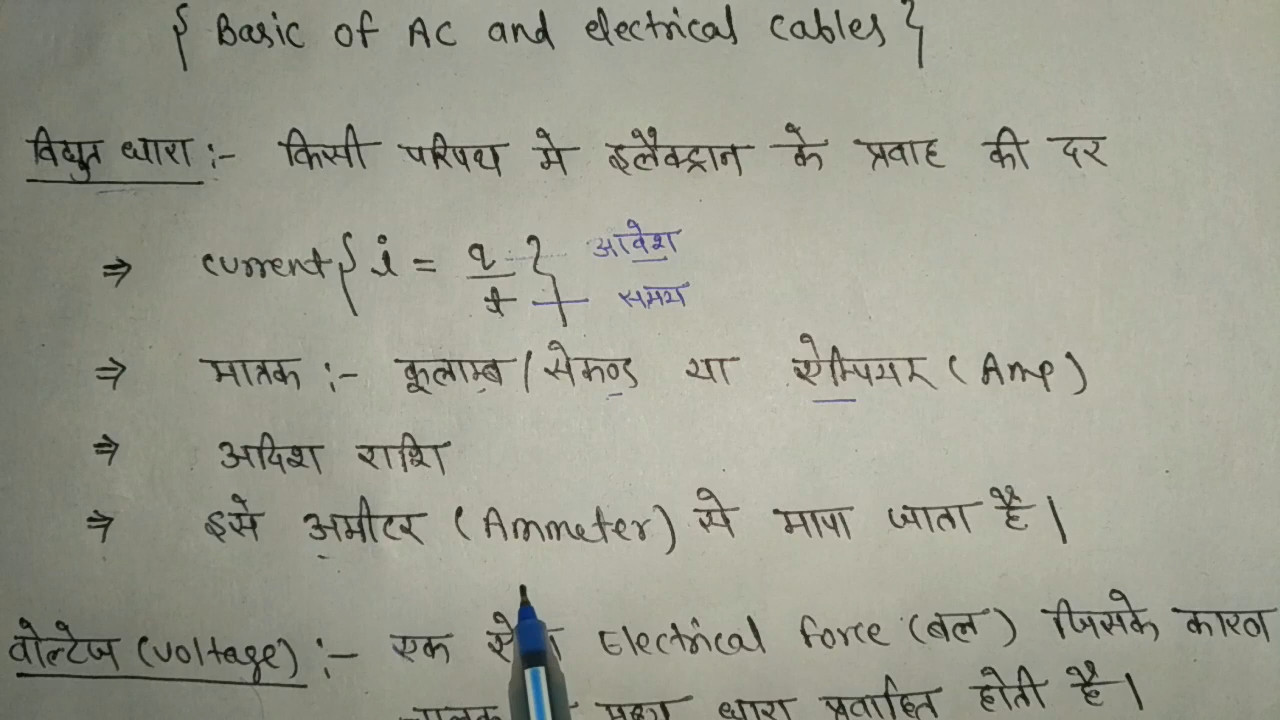 { Basic of AC and electrical cables }
विद्युत धारा :- किसी परिपथ मे इलैक्ट्रान के प्रवाह की दर
⇒ current { i = q/t } आवेश समय
⇒ मातक :- कूलाम्ब / सेकण्ड या ऐम्पियर (Amp)
⇒ अदिश राशि
⇒ इसे अमीटर (Ammeter) से मापा जाता है।
वोल्टेज (voltage) :- एक Electrical force (बल) जिसके कारण
धारा प्रवाहित होती है।